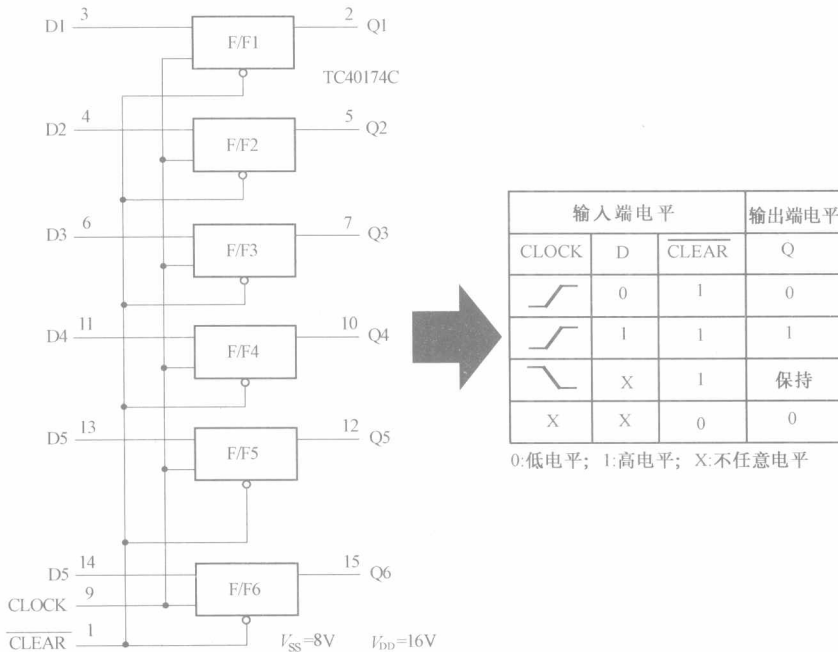 D1 3 F/F1 2 Q1
TC40174C
D2 4 F/F2 5 Q2
D3 6 F/F3 7 Q3
D4 11 F/F4 10 Q4
D5 13 F/F5 12 Q5
D5 14 F/F6 15 Q6
CLOCK 9
CLEAR 1
VSS=8V VDD=16V
输入端电平 输出端电平
CLOCK D CLEAR Q
0 1 0
1 1 1
X 1 保持
X X 0 0
0:低电平；1:高电平；X:不任意电平